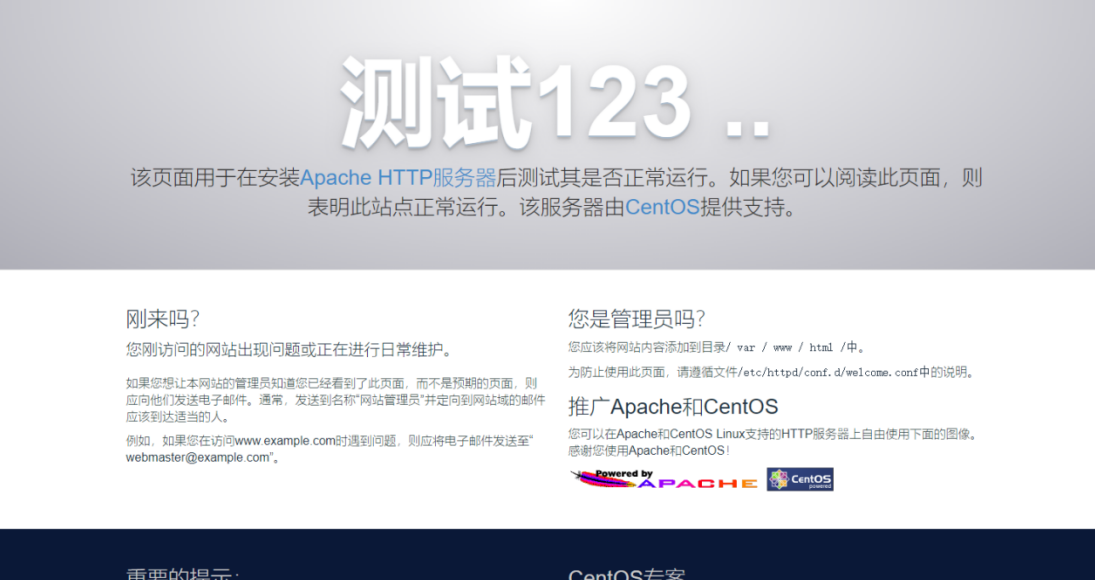 测试123 ..
该页面用于在安装Apache HTTP服务器后测试其是否正常运行。如果您可以阅读此页面，则
表明此站点正常运行。该服务器由CentOS提供支持。
刚来吗？
您刚访问的网站出现问题或正在进行日常维护。
如果您想让本网站的管理员知道您已经看到了此页面，而不是预期的页面，则
应向他们发送电子邮件。通常，发送到名称“网站管理员”并定向到网站域的邮件
应该到达适当的人。
例如，如果您在访问www.example.com时遇到问题，则应将电子邮件发送至“
webmaster@example.com”。
您是管理员吗？
您应该将网站内容添加到目录/ var / www / html /中。
为防止使用此页面，请遵循文件/etc/httpd/conf.d/welcome.conf中的说明。
推广Apache和CentOS
您可以在Apache和CentOS Linux支持的HTTP服务器上自由使用下面的图像。
感谢您使用Apache和CentOS！
Powered by
APACHE
CentOS
powered
重要的提示：
CentOS专案